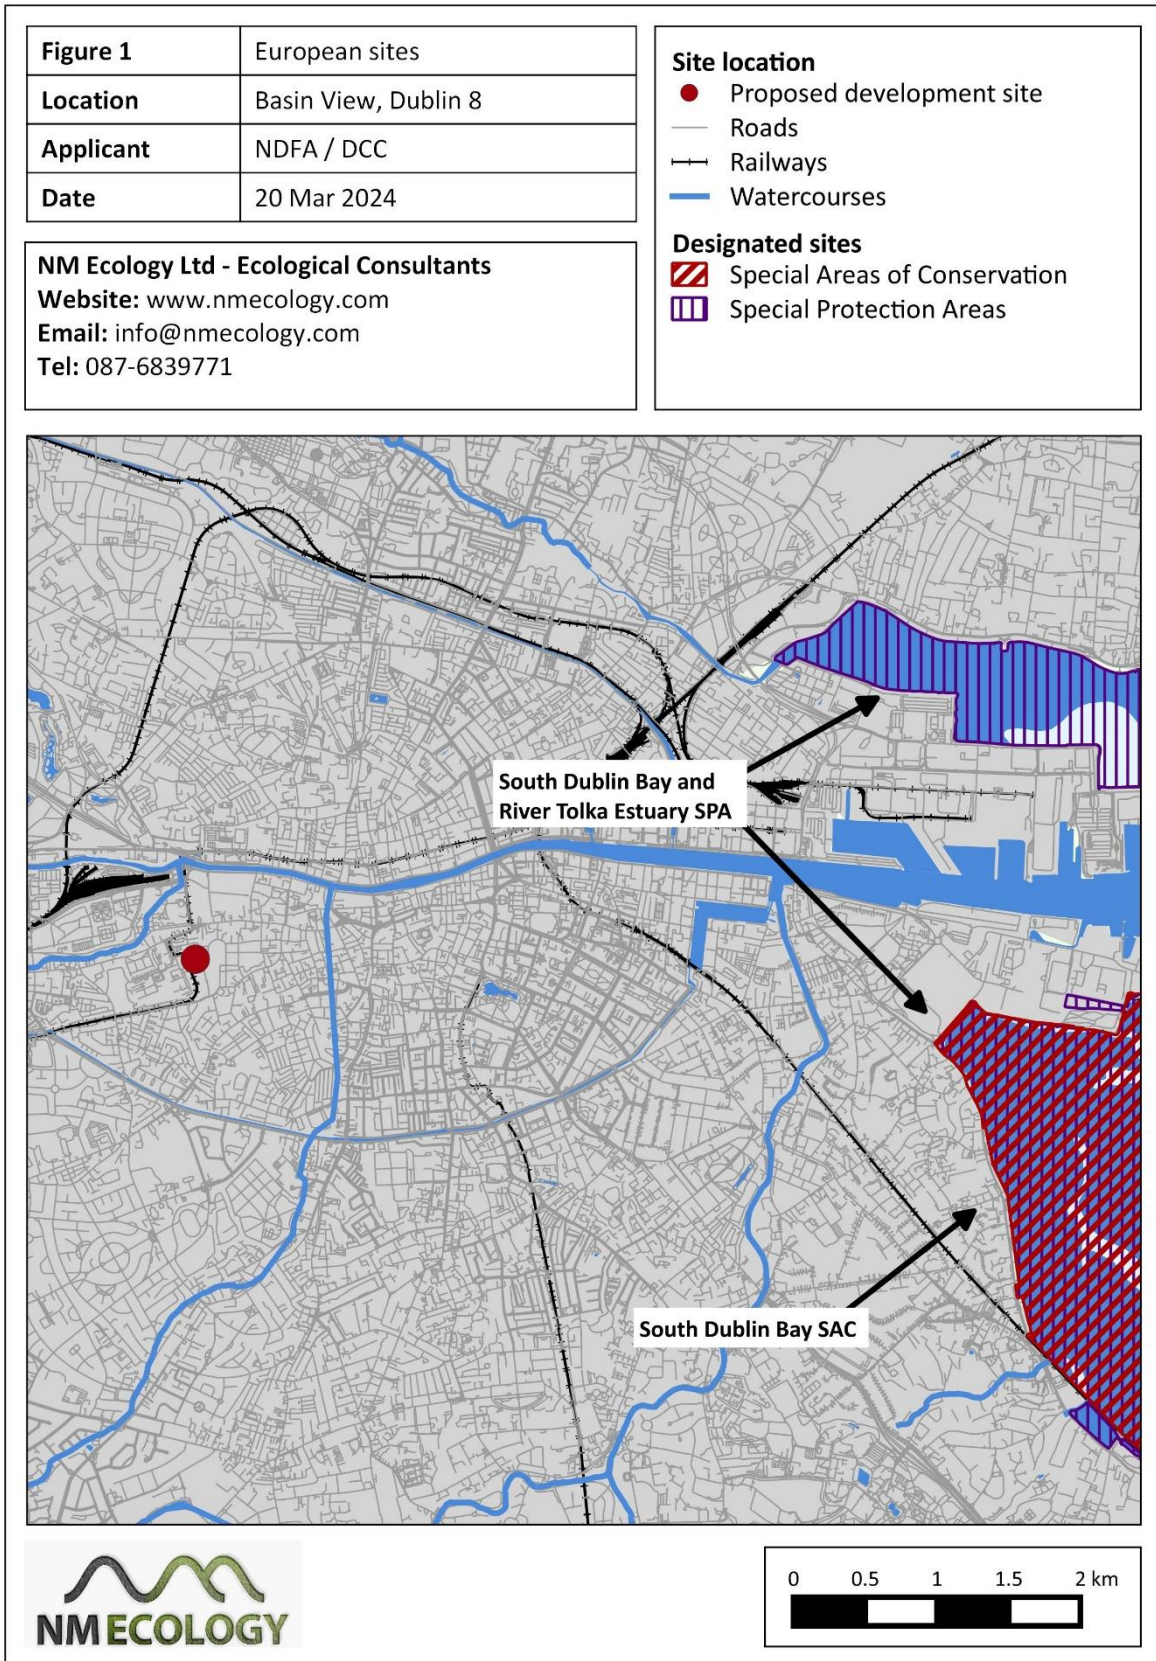 Figure 1 European sites
Location Basin View, Dublin 8
Applicant NDFA / DCC
Date 20 Mar 2024
NM Ecology Ltd - Ecological Consultants
Website: www.nmecology.com
Email: info@nmecology.com
Tel: 087-6839771
Site location
Proposed development site
Roads
Railways
Watercourses
Designated sites
Special Areas of Conservation
Special Protection Areas
South Dublin Bay and
River Tolka Estuary SPA
South Dublin Bay SAC
NMECOLOGY
0 0.5 1 1.5 2 km